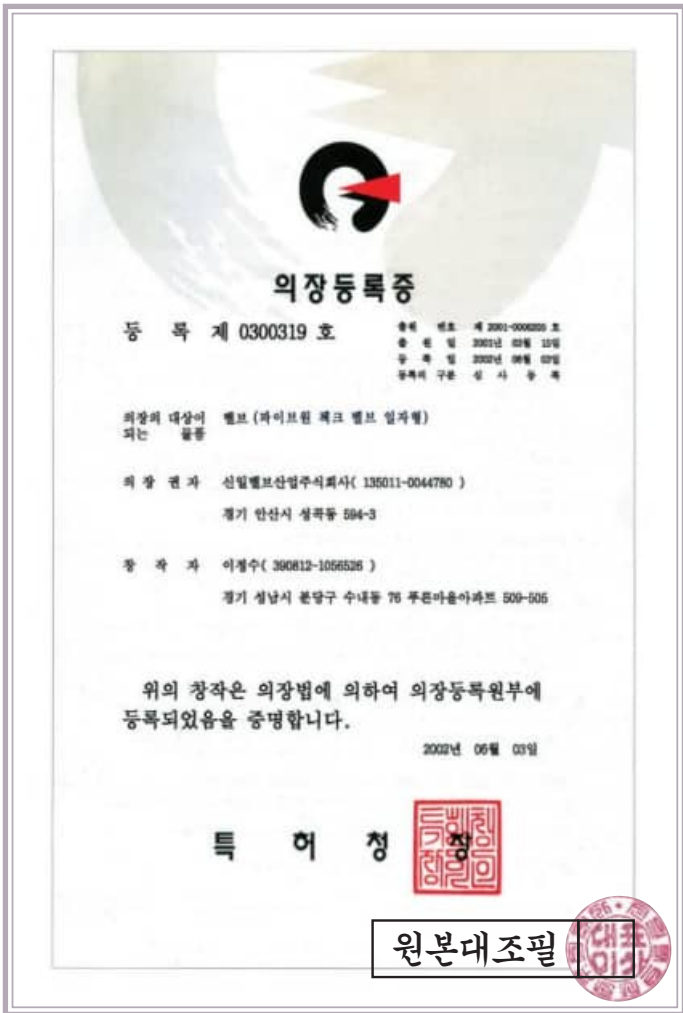 의장등록증
등 록 제 0300319 호
출원 번호 제 2001-0006205 호
출 원 일 2001년 03월 15일
등 록 일 2002년 06월 03일
등록의 구분 심 사 등 록
의장의 대상이 밸브 (파이브원 체크 밸브 일자형)
되는 물품
의 장 권 자 신일밸브산업주식회사( 135011-0044780 )
경기 안산시 성곡동 594-3
창 작 자 이정수( 390812-1056526 )
경기 성남시 분당구 수내동 76 푸른마을아파트 509-505
위의 창작은 의장법에 의하여 의장등록원부에
등록되었음을 증명합니다.
2002년 06월 03일
특 허 청 장
원본대조필